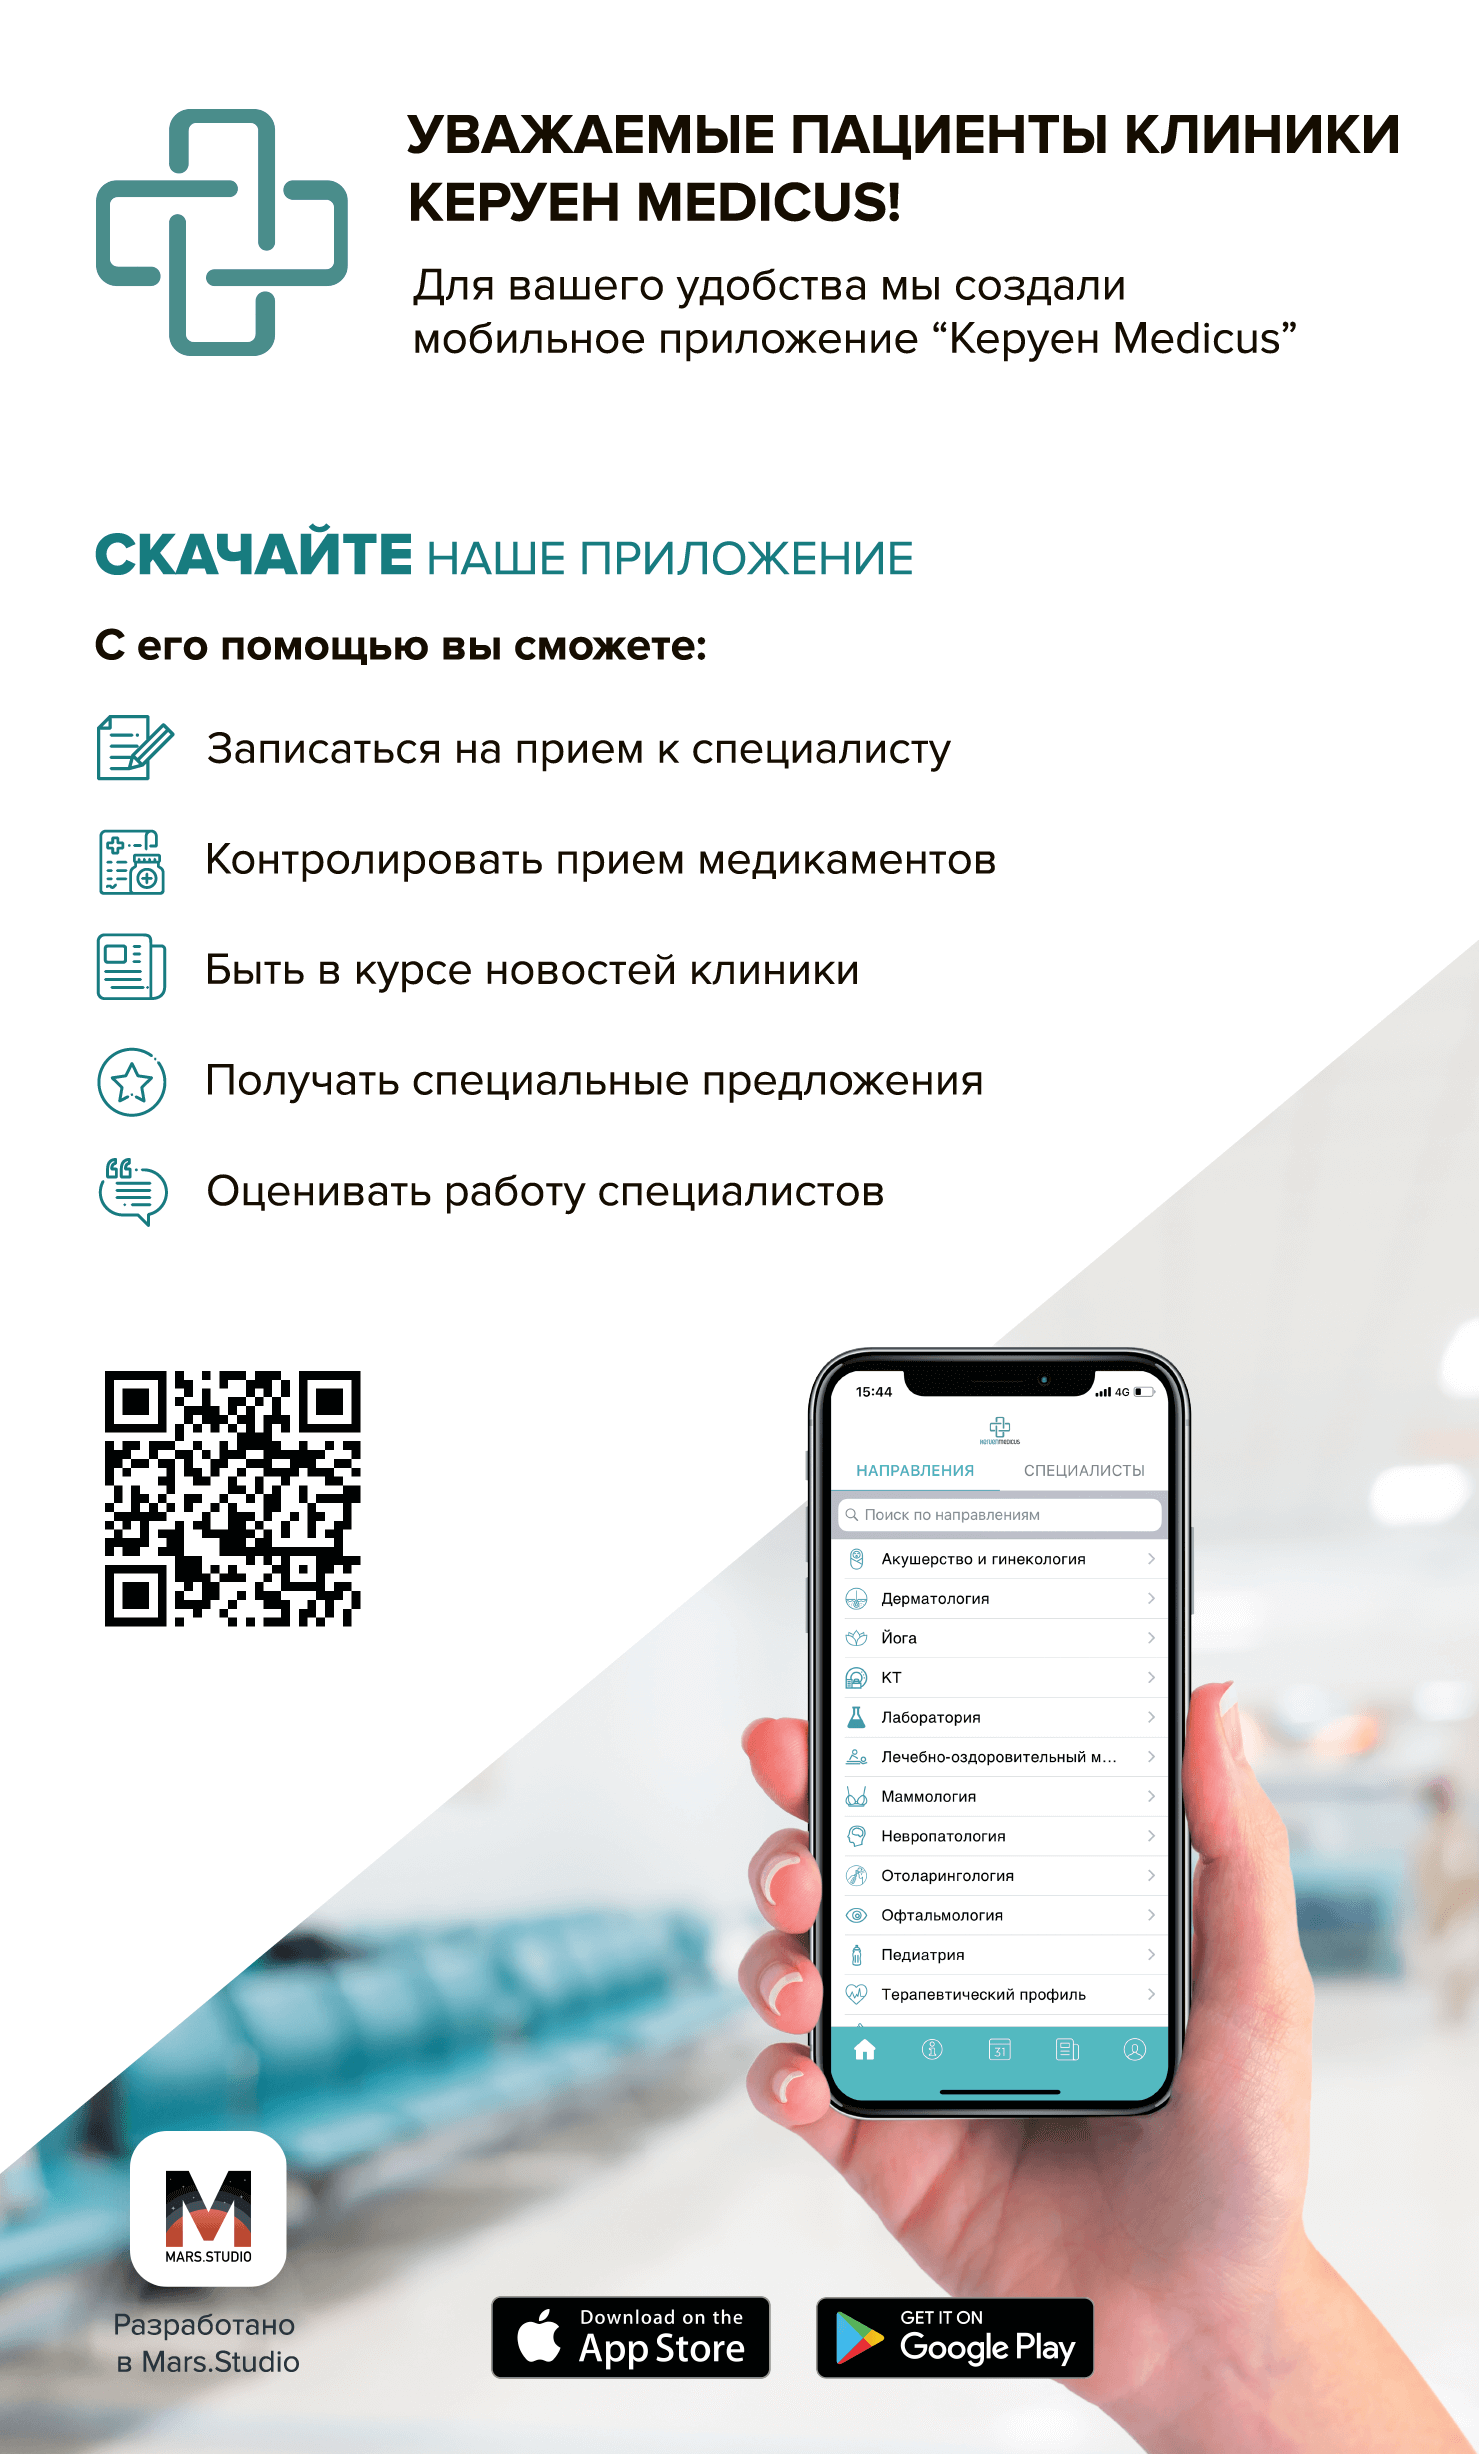 УВАЖАЕМЫЕ ПАЦИЕНТЫ КЛИНИКИ
КЕРУЕН MEDICUS!
Для вашего удобства мы создали
мобильное приложение “Керуен Medicus”
СКАЧАЙТЕ НАШЕ ПРИЛОЖЕНИЕ
С его помощью вы сможете:
Записаться на прием к специалисту
Контролировать прием медикаментов
Быть в курсе новостей клиники
Получать специальные предложения
Оценивать работу специалистов
15:44
4G
KERUENMEDICUS
НАПРАВЛЕНИЯ СПЕЦИАЛИСТЫ
Поиск по направлениям
Акушерство и гинекология
Дерматология
Йога
КТ
Лаборатория
Лечебно-оздоровительный м...
Маммология
Невропатология
Отоларингология
Офтальмология
Педиатрия
Терапевтический профиль
31
M
MARS.STUDIO
Разработано
в Mars.Studio
Download on the
App Store
GET IT ON
Google Play